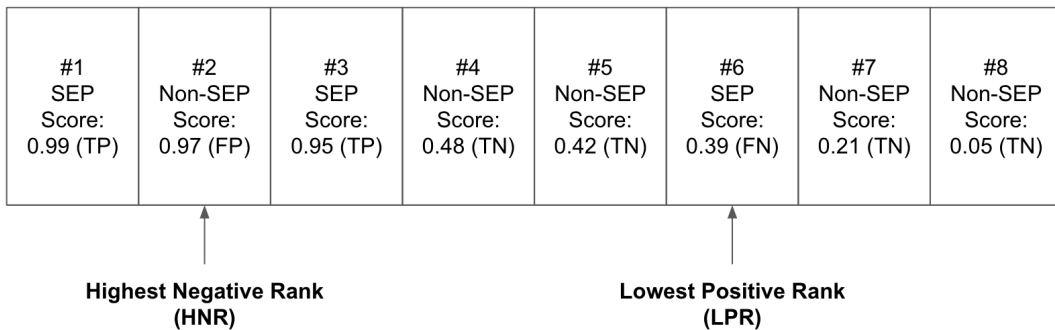 #1
SEP
Score:
0.99 (TP)
#2
Non-SEP
Score:
0.97 (FP)
#3
SEP
Score:
0.95 (TP)
#4
Non-SEP
Score:
0.48 (TN)
#5
Non-SEP
Score:
0.42 (TN)
#6
SEP
Score:
0.39 (FN)
#7
Non-SEP
Score:
0.21 (TN)
#8
Non-SEP
Score:
0.05 (TN)
Highest Negative Rank
(HNR)
Lowest Positive Rank
(LPR)